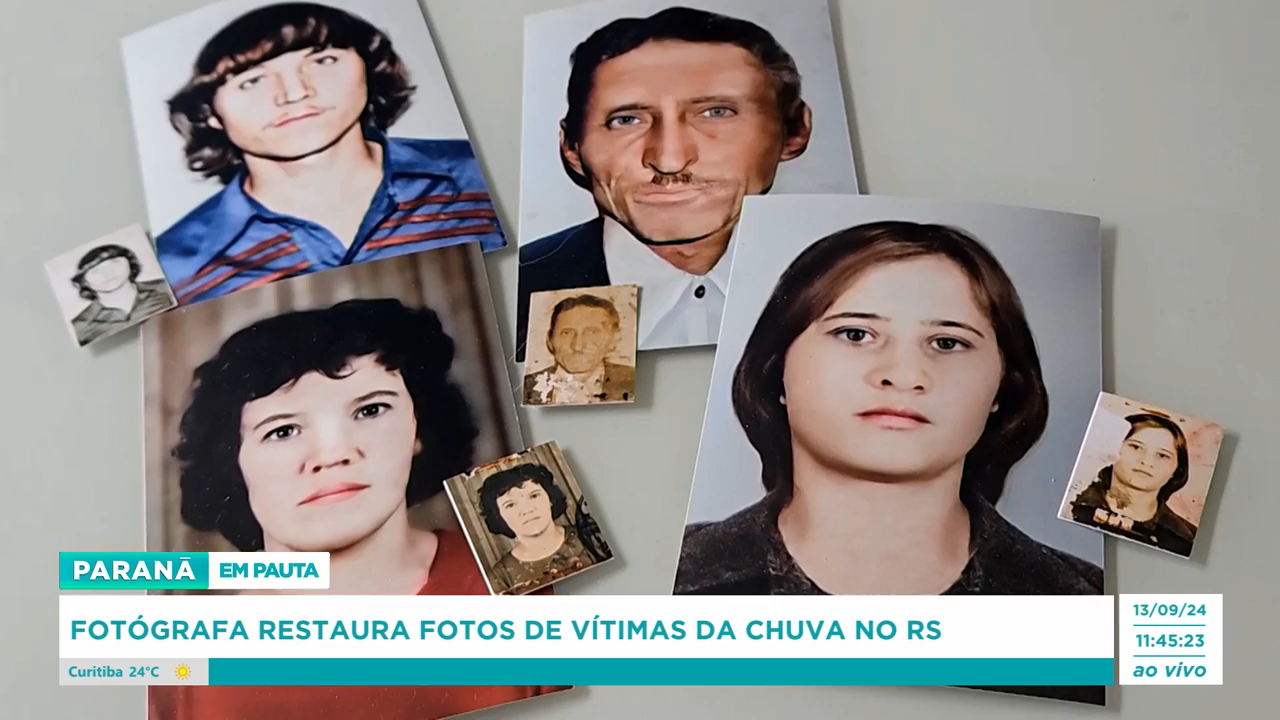 PARANĀ
EM PAUTA
FOTÓGRAFA RESTAURA FOTOS DE VÍTIMAS DA CHUVA NO RS
Curitiba 24°C
13/09/24
11:45:23
ao vivo